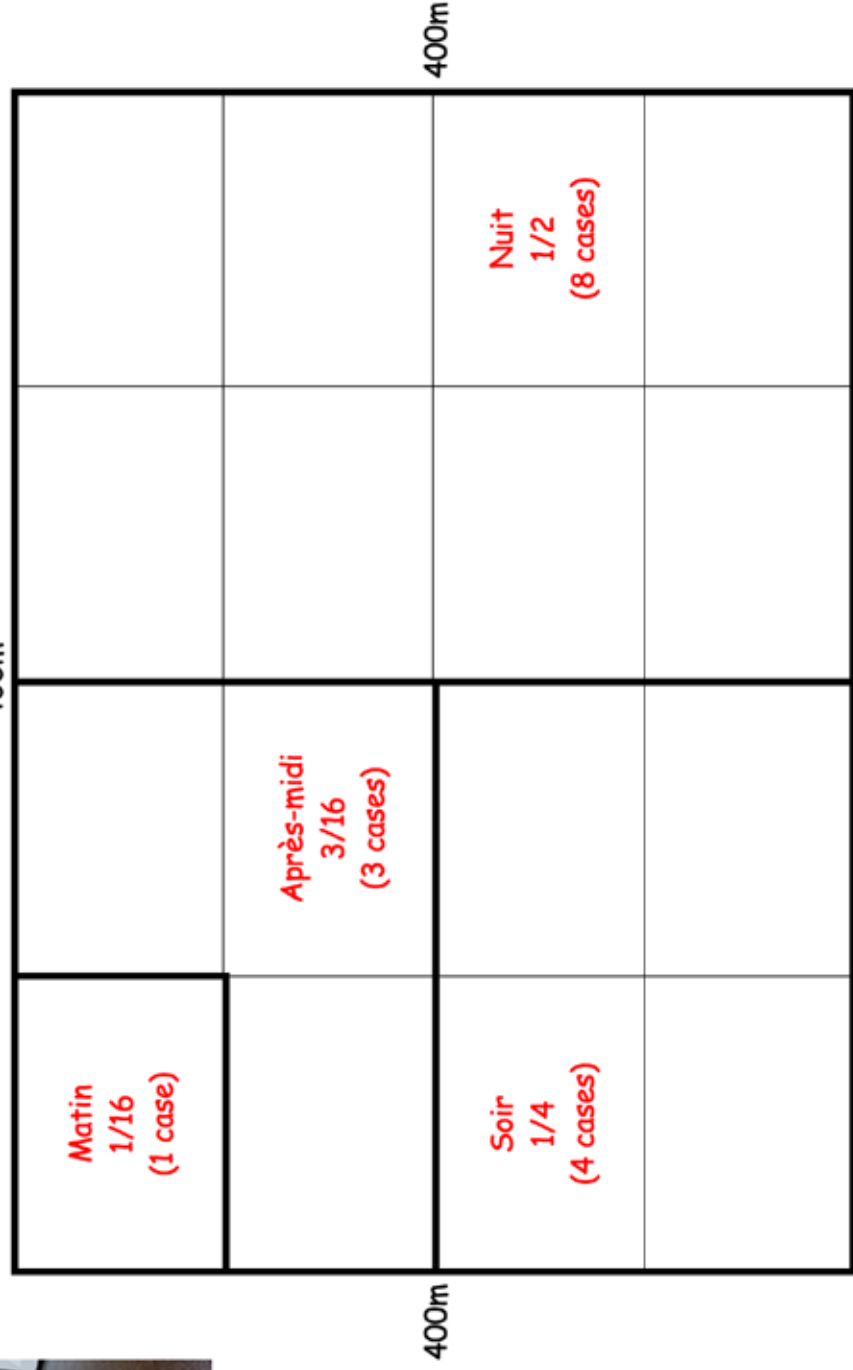 Matin
1/16
(1 case)
Après-midi
3/16
(3 cases)
400m
400m
Soir
1/4
(4 cases)
Nuit
1/2
(8 cases)